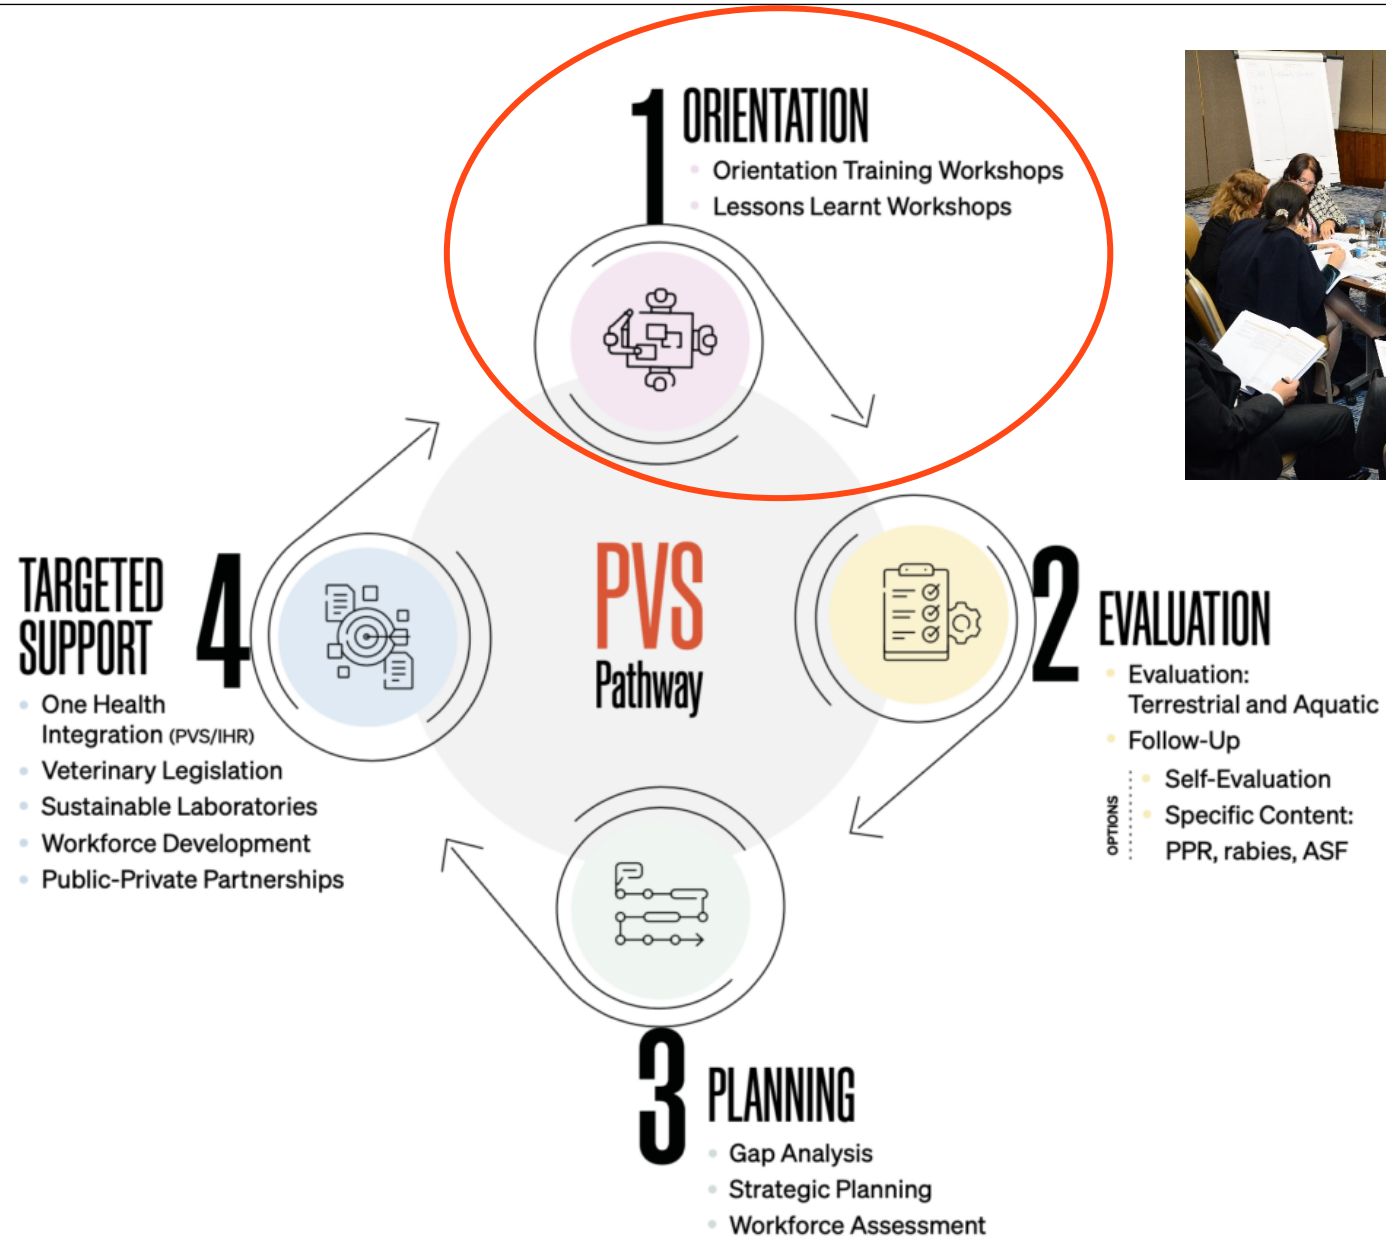 1
ORIENTATION
Orientation Training Workshops
Lessons Learnt Workshops
PVS
Pathway
2
EVALUATION
Evaluation:
Terrestrial and Aquatic
Follow-Up
OPTIONS
Self-Evaluation
Specific Content:
PPR, rabies, ASF
3
PLANNING
Gap Analysis
Strategic Planning
Workforce Assessment
4
TARGETED
SUPPORT
One Health
Integration (PVS/IHR)
Veterinary Legislation
Sustainable Laboratories
Workforce Development
Public-Private Partnerships